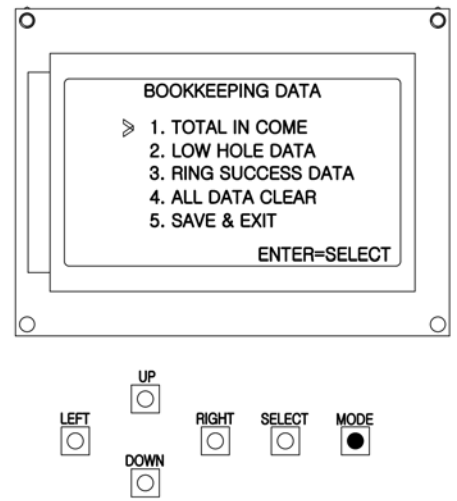 BOOKKEEPING DATA
1. TOTAL IN COME
2. LOW HOLE DATA
3. RING SUCCESS DATA
4. ALL DATA CLEAR
5. SAVE & EXIT
ENTER=SELECT
UP
LEFT
RIGHT
SELECT
MODE
DOWN